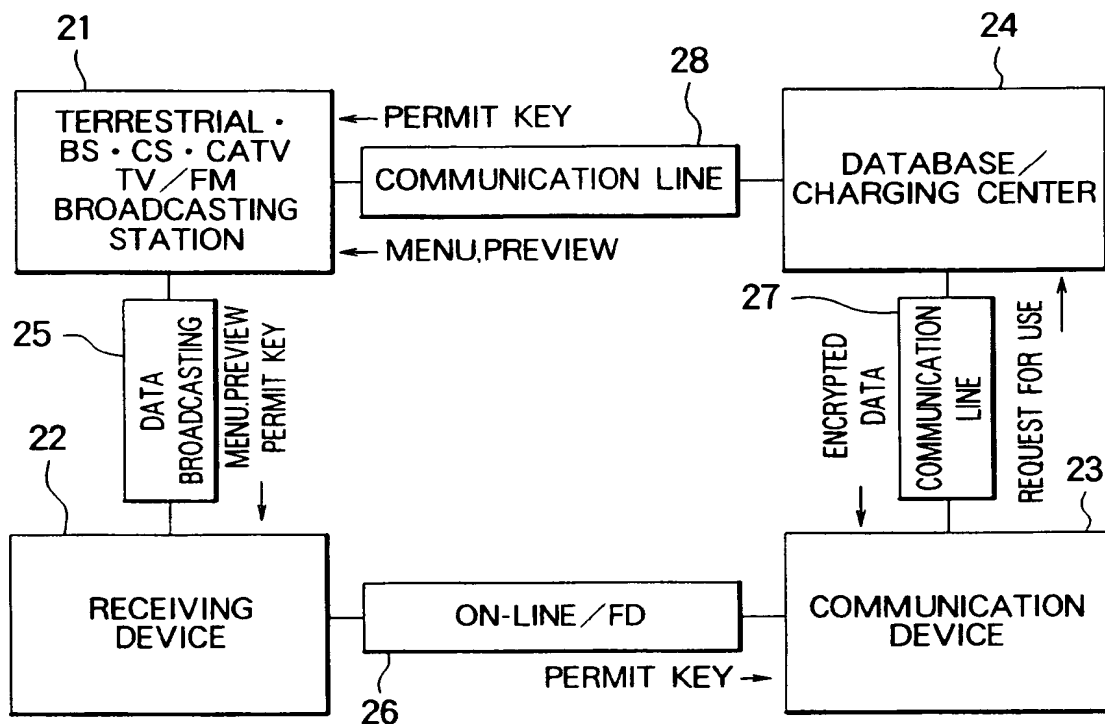 21
24
28
TERRESTRIAL・
BS・CS・CATV
TV/FM
BROADCASTING
STATION
←PERMIT KEY
COMMUNICATION LINE
←MENU,PREVIEW
DATABASE/
CHARGING CENTER
25
DATA
BROADCASTING
MENU,PREVIEW
PERMIT KEY
27
ENCRYPTED
DATA
COMMUNICATION
LINE
REQUEST FOR USE
22
23
RECEIVING
DEVICE
ON-LINE/FD
26
PERMIT KEY→
COMMUNICATION
DEVICE